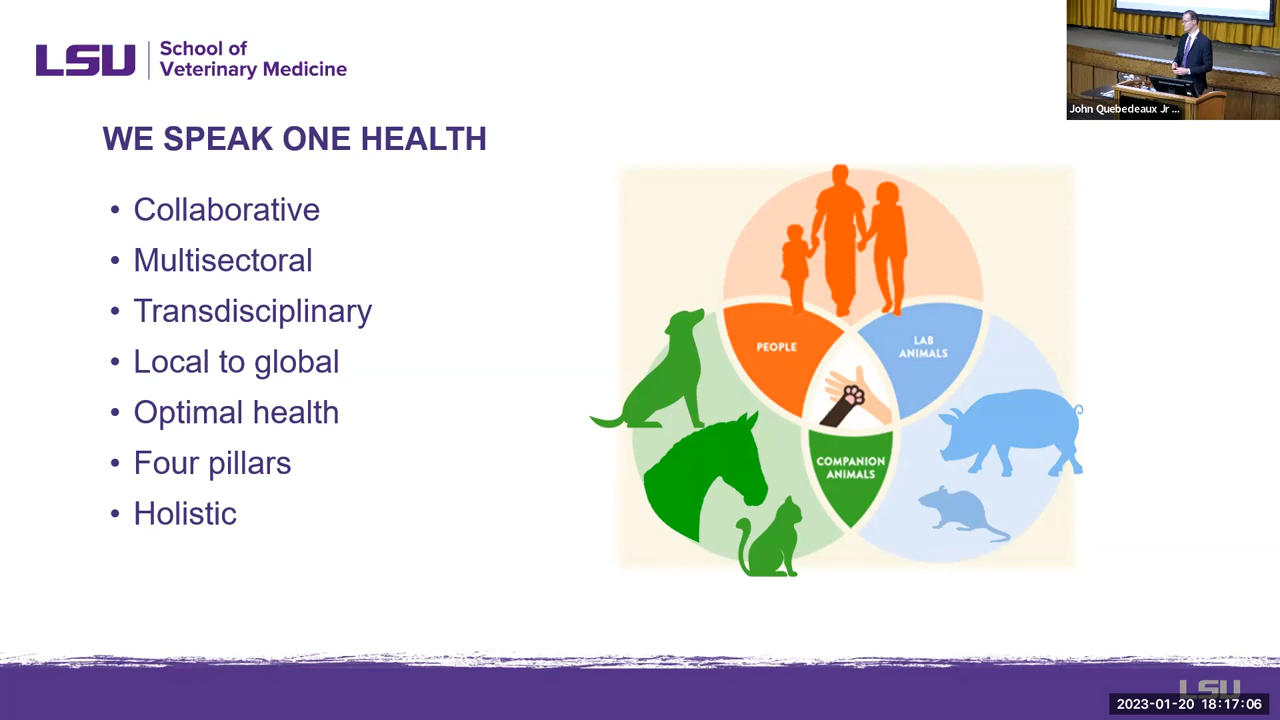 LSU
School of
Veterinary Medicine
John Quebedeaux Jr ...
WE SPEAK ONE HEALTH
• Collaborative
• Multisectoral
• Transdisciplinary
• Local to global
• Optimal health
• Four pillars
• Holistic
PEOPLE
LAB
ANIMALS
COMPANION
ANIMALS
LSU
2023-01-20 18:17:06